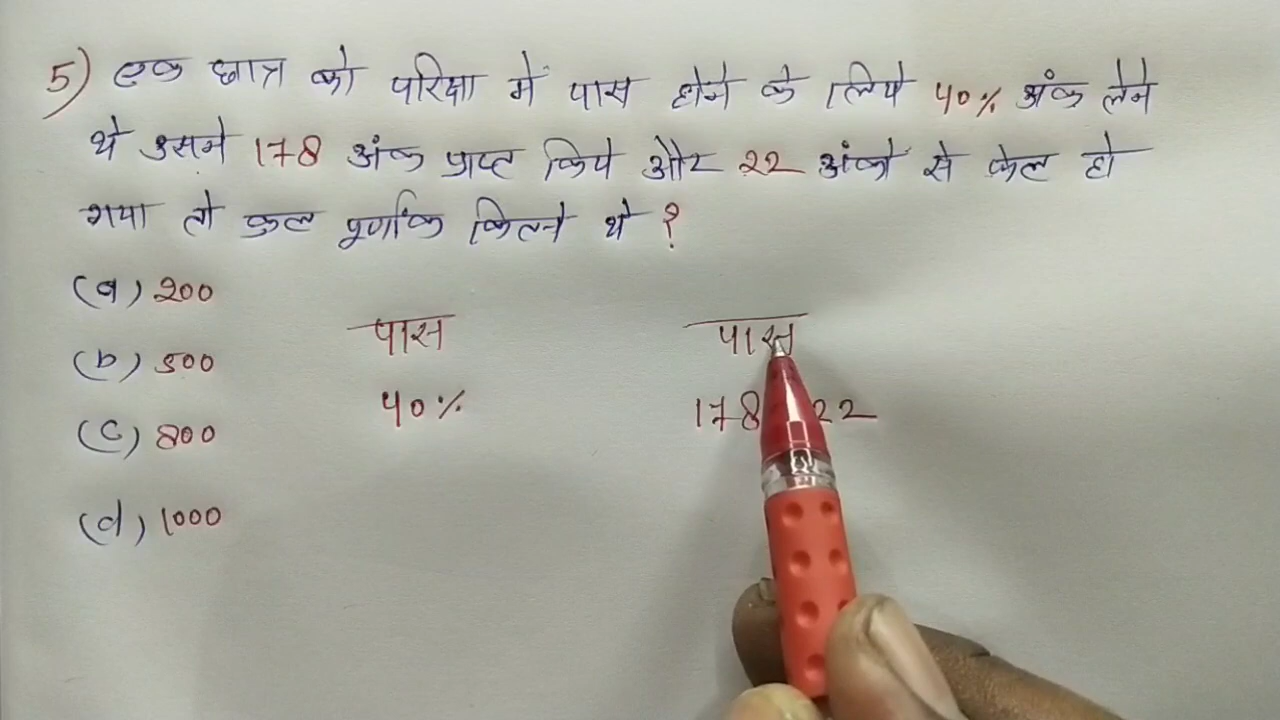 5) एक छात्र को परिक्षा में पास होने के लिये 40% अंक लेने
थे उसने 178 अंक प्राप्त किये और 22 अंको से फेल हो
गया तो कुल पूर्णांक कितने थे ?
(a) 200
(b) 500
(c) 800
(d) 1000
पास पास
40% 178 22